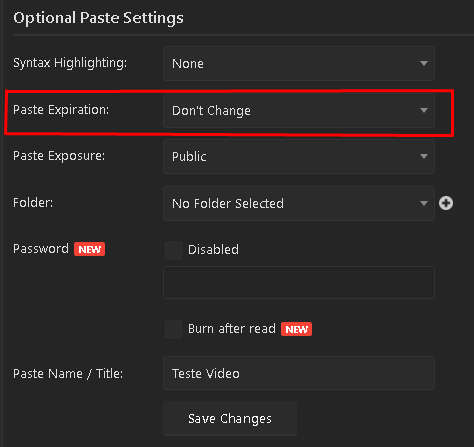 Optional Paste Settings
Syntax Highlighting: None
Paste Expiration: Don't Change
Paste Exposure: Public
Folder: No Folder Selected
Password NEW Disabled
Burn after read NEW
Paste Name / Title: Teste Video
Save Changes